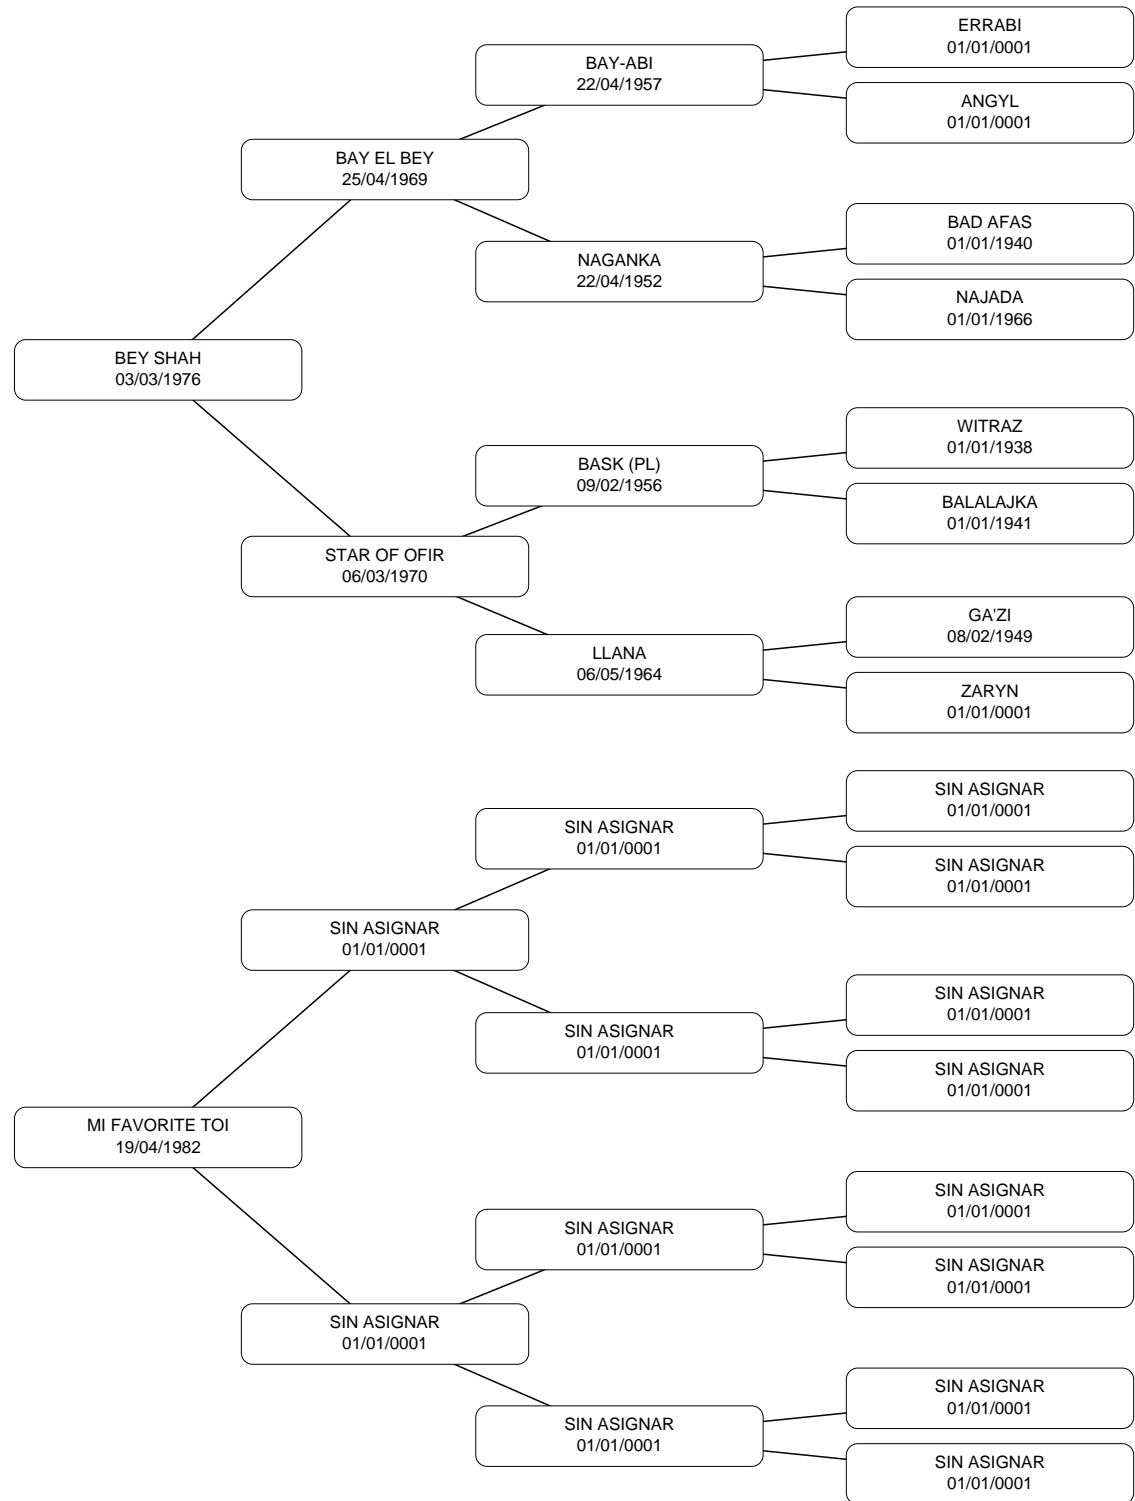 ERRABI
01/01/0001
BAY-ABI
22/04/1957
ANGYL
01/01/0001
BAY EL BEY
25/04/1969
BAD AFAS
01/01/1940
NAGANKA
22/04/1952
NAJADA
01/01/1966
BEY SHAH
03/03/1976
WITRAZ
01/01/1938
BASK (PL)
09/02/1956
BALALAJKA
01/01/1941
STAR OF OFIR
06/03/1970
GA'ZI
08/02/1949
LLANA
06/05/1964
ZARYN
01/01/0001
SIN ASIGNAR
01/01/0001
SIN ASIGNAR
01/01/0001
SIN ASIGNAR
01/01/0001
SIN ASIGNAR
01/01/0001
SIN ASIGNAR
01/01/0001
SIN ASIGNAR
01/01/0001
SIN ASIGNAR
01/01/0001
MI FAVORITE TOI
19/04/1982
SIN ASIGNAR
01/01/0001
SIN ASIGNAR
01/01/0001
SIN ASIGNAR
01/01/0001
SIN ASIGNAR
01/01/0001
SIN ASIGNAR
01/01/0001
SIN ASIGNAR
01/01/0001
SIN ASIGNAR
01/01/0001